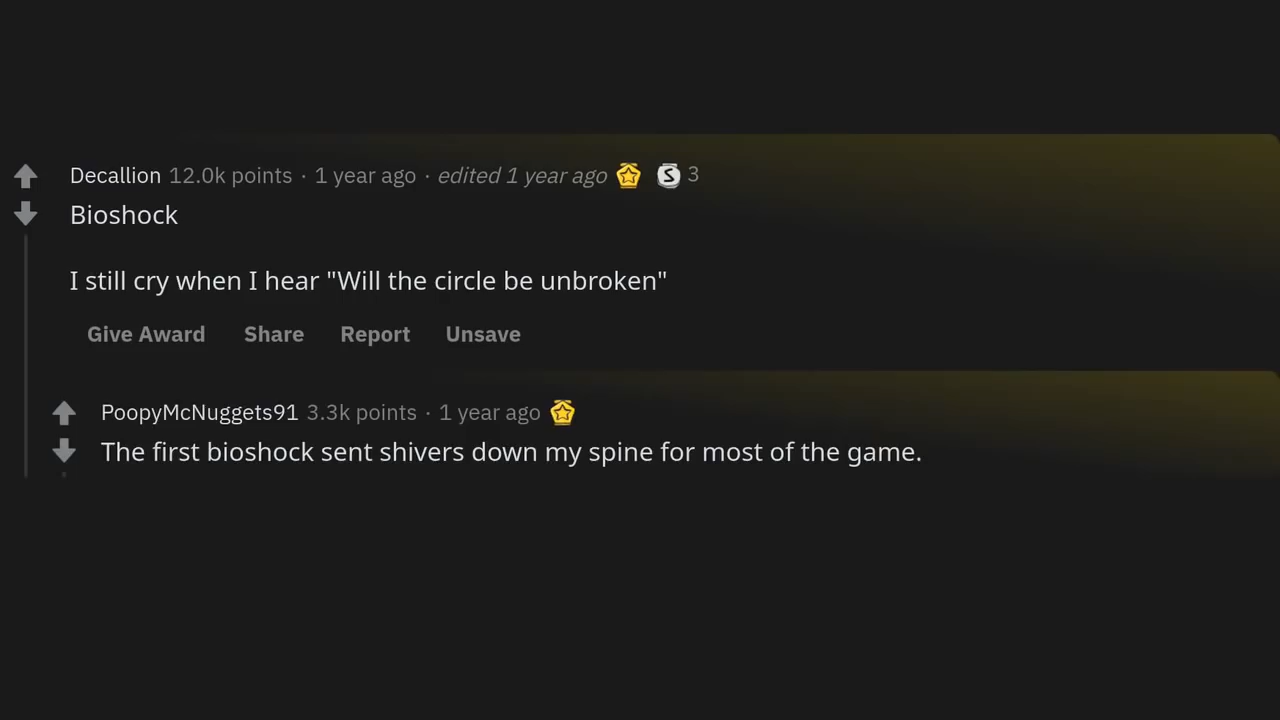 Decallion 12.0k points · 1 year ago · edited 1 year ago S 3
Bioshock
I still cry when I hear "Will the circle be unbroken"
Give Award Share Report Unsave
PoopyMcNuggets91 3.3k points · 1 year ago
The first bioshock sent shivers down my spine for most of the game.